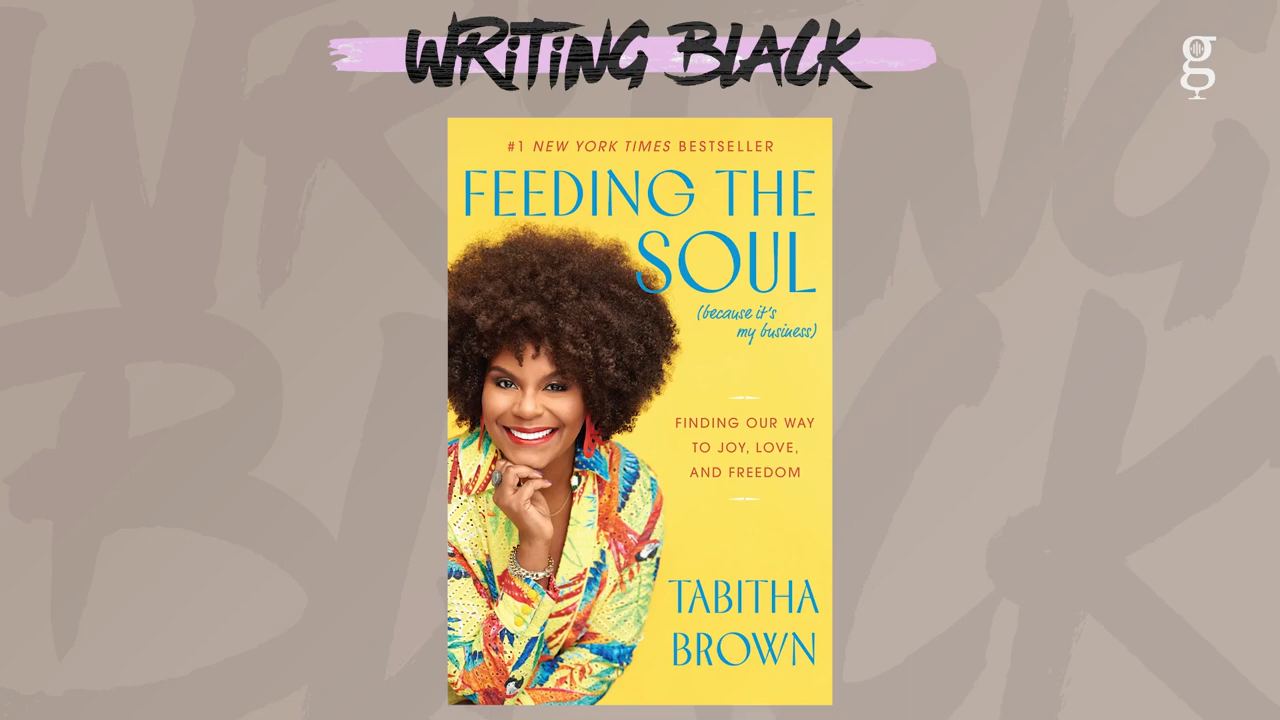 WRiTiNG BLACK
g
#1 NEW YORK TIMES BESTSELLER
FEEDING THE
SOUL
(because it's
my business)
FINDING OUR WAY
TO JOY, LOVE,
AND FREEDOM
TABITHA
BROWN